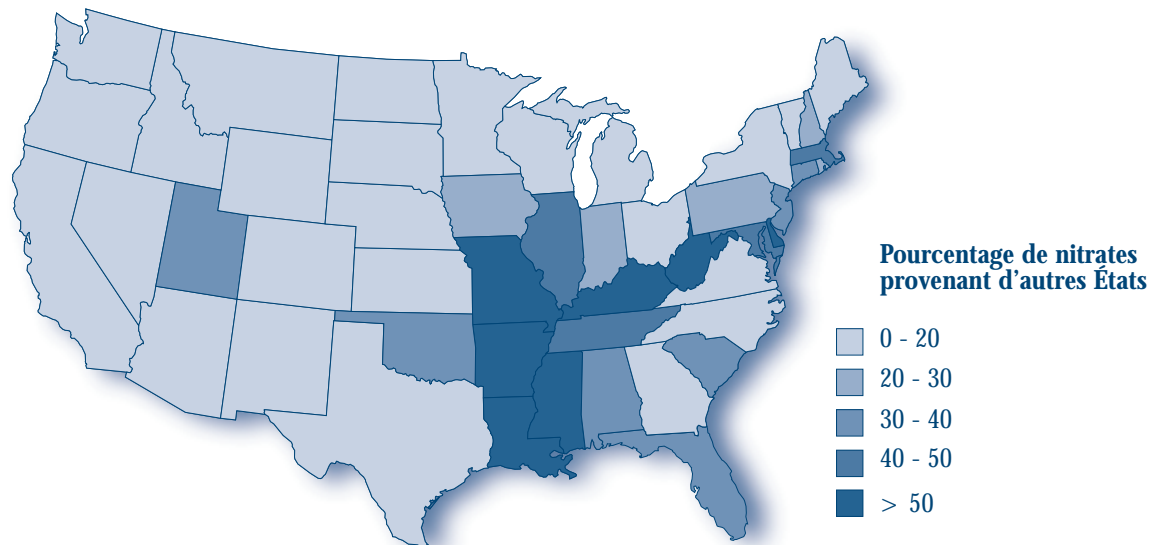 Pourcentage de nitrates
provenant d'autres États
0 - 20
20 - 30
30 - 40
40 - 50
> 50